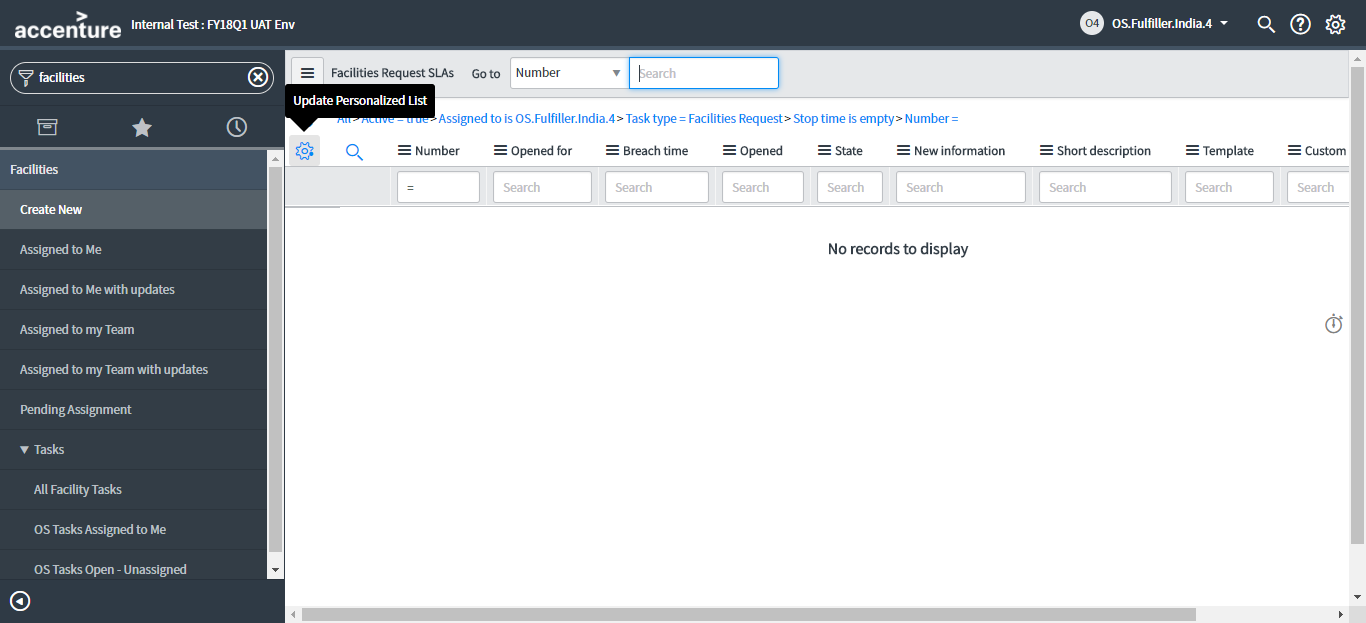 accenture
Internal Test : FY18Q1 UAT Env
O4 OS.Fulfiller.India.4
facilities
Facilities Request SLAs Go to Number Search
Update Personalized List
All > Active = true > Assigned to is OS.Fulfiller.India.4 > Task type = Facilities Request > Stop time is empty > Number =
Number Opened for Breach time Opened State New information Short description Template Custom
= Search Search Search Search Search Search Search Search
No records to display
Facilities
Create New
Assigned to Me
Assigned to Me with updates
Assigned to my Team
Assigned to my Team with updates
Pending Assignment
Tasks
All Facility Tasks
OS Tasks Assigned to Me
OS Tasks Open - Unassigned